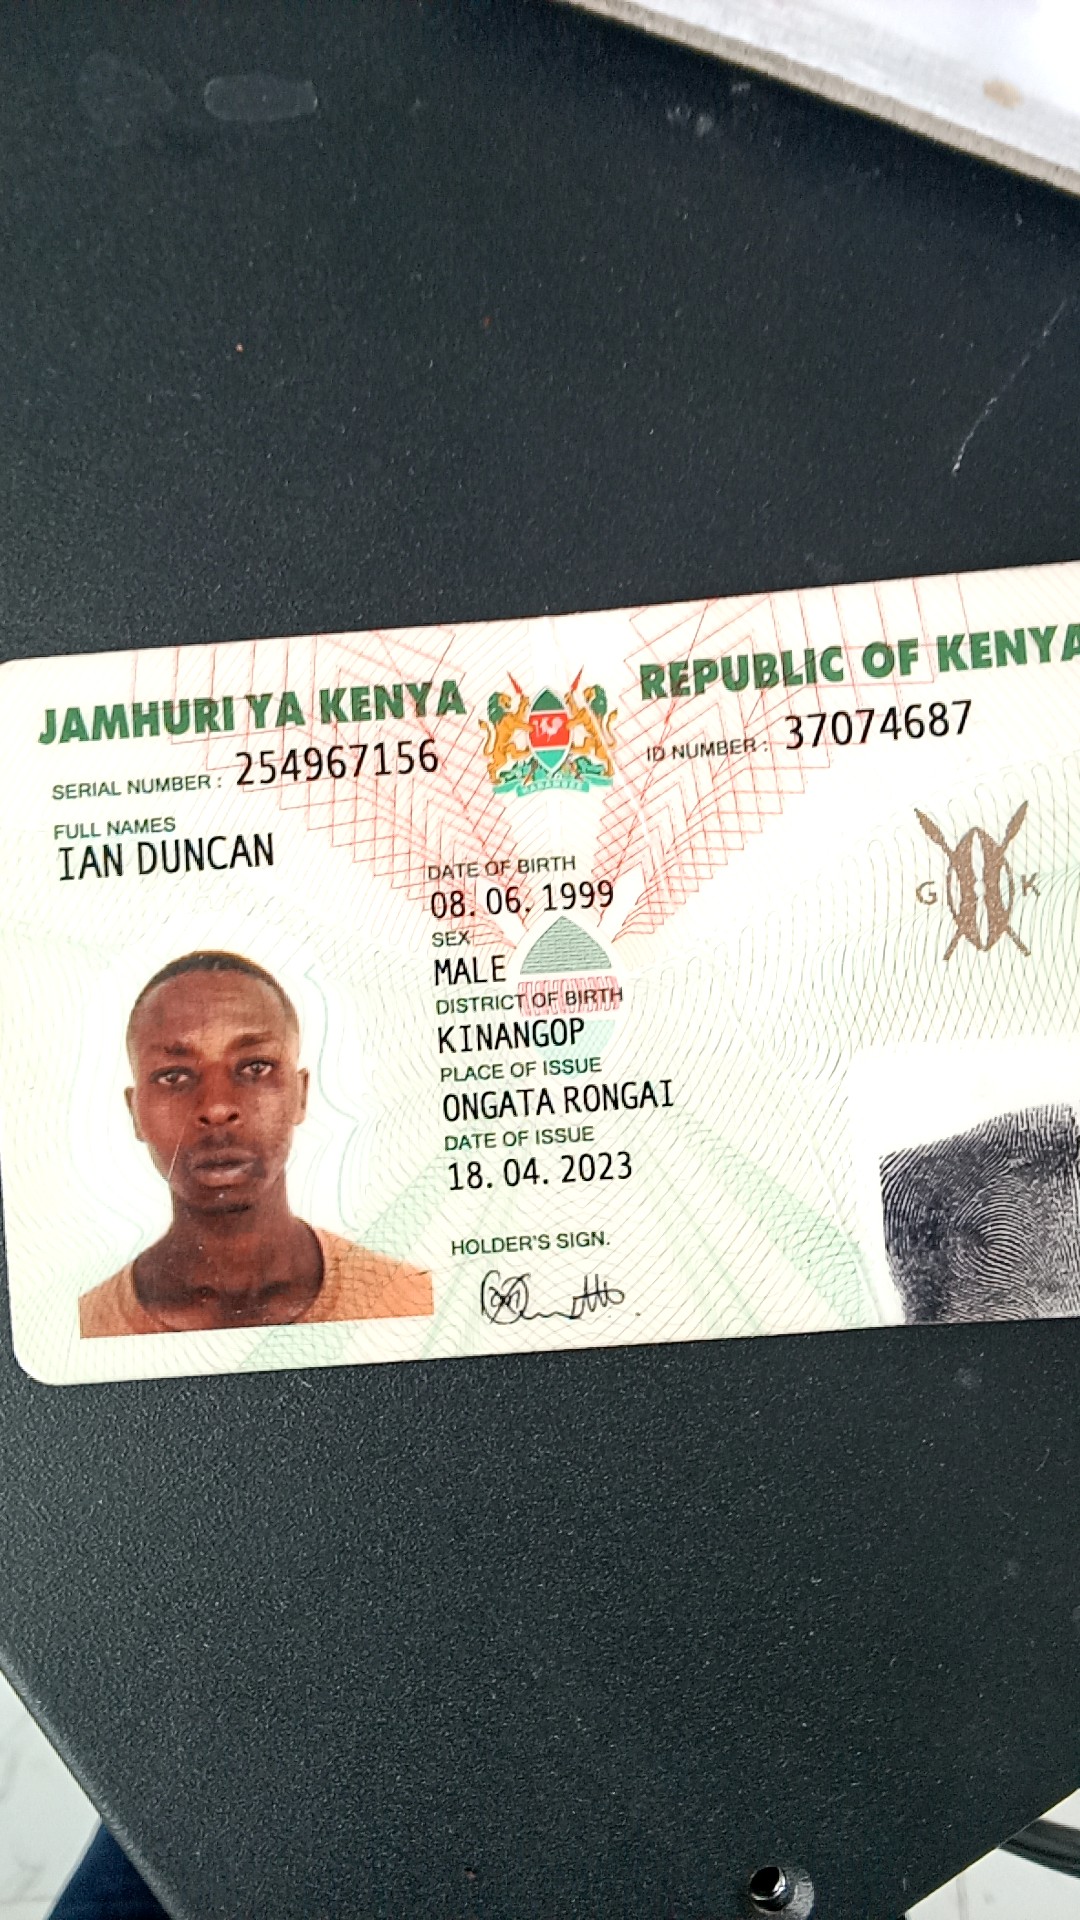 JAMHURI YA KENYA
REPUBLIC OF KENYA
SERIAL NUMBER : 254967156
ID NUMBER : 37074687
FULL NAMES
IAN DUNCAN
DATE OF BIRTH
08. 06. 1999
SEX
MALE
DISTRICT OF BIRTH
KINANGOP
PLACE OF ISSUE
ONGATA RONGAI
DATE OF ISSUE
18. 04. 2023
HOLDER'S SIGN.
G K
HARAMBEE